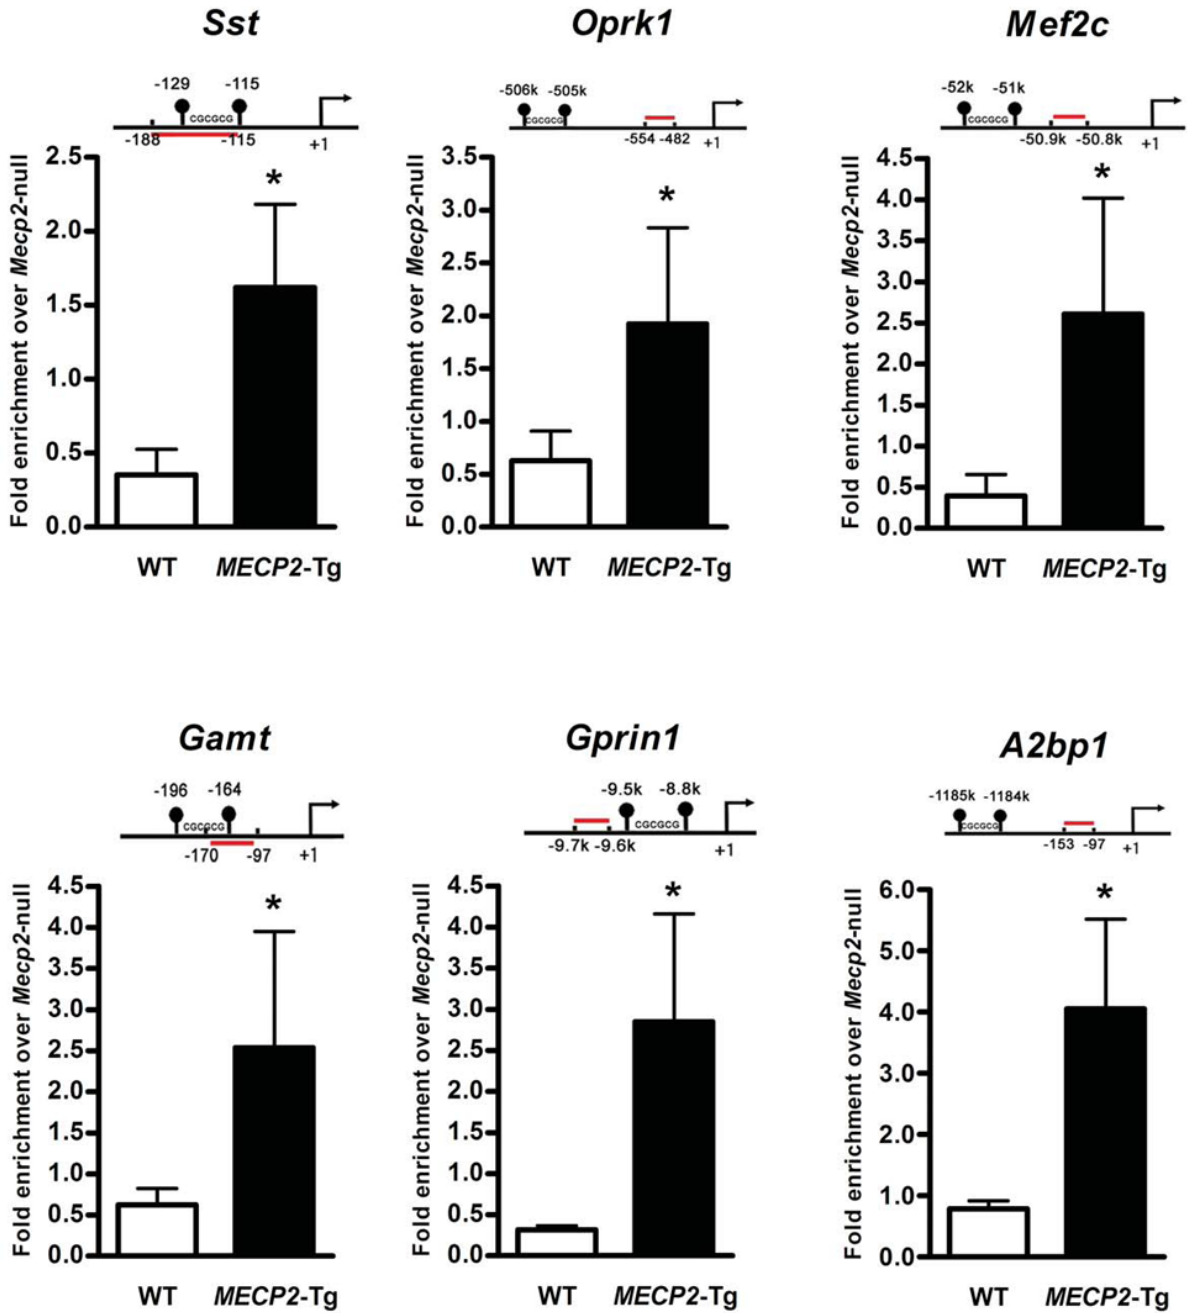 Sst
-129 -115
CGCGCG
-188 -115 +1
Fold enrichment over Mecp2-null
2.5
2.0
1.5
1.0
0.5
0.0
*
WT MECP2-Tg
Oprk1
-506k -505k
CGCGCG
-554 -482 +1
Fold enrichment over Mecp2-null
3.5
3.0
2.5
2.0
1.5
1.0
0.5
0.0
*
WT MECP2-Tg
Mef2c
-52k -51k
CGCGCG
-50.9k -50.8k +1
Fold enrichment over Mecp2-null
4.5
4.0
3.5
3.0
2.5
2.0
1.5
1.0
0.5
0.0
*
WT MECP2-Tg
Gamt
-196 -164
CGCGCG
-170 -97 +1
Fold enrichment over Mecp2-null
4.5
4.0
3.5
3.0
2.5
2.0
1.5
1.0
0.5
0.0
*
WT MECP2-Tg
Gprin1
-9.5k -8.8k
CGCGCG
-9.7k -9.6k +1
Fold enrichment over Mecp2-null
4.5
4.0
3.5
3.0
2.5
2.0
1.5
1.0
0.5
0.0
*
WT MECP2-Tg
A2bp1
-1185k -1184k
CGCGCG
-153 -97 +1
Fold enrichment over Mecp2-null
6.0
5.0
4.0
3.0
2.0
1.0
0.0
*
WT MECP2-Tg